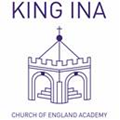 KING INA
CHURCH OF ENGLAND ACADEMY